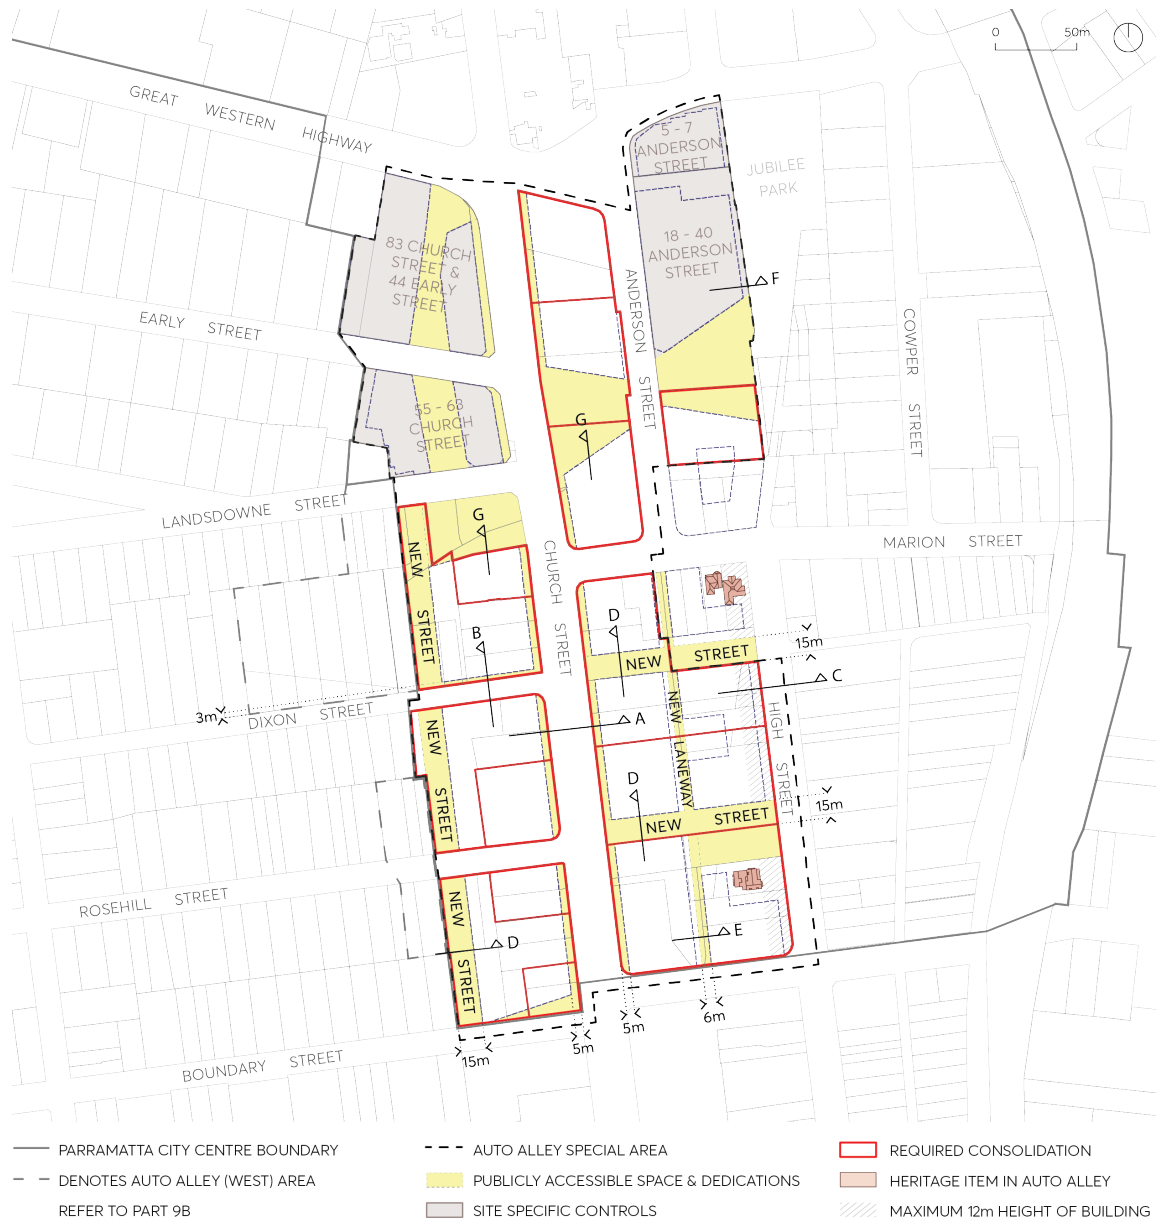 0 50m
GREAT WESTERN HIGHWAY
5 - 7
ANDERSON
STREET
JUBILEE
PARK
83 CHURCH
STREET &
44 EARLY
STREET
18 - 40
ANDERSON
STREET
F
ANDERSON STREET
EARLY STREET
COWPER STREET
55 - 63
CHURCH
STREET
G
LANDSDOWNE STREET
G
MARION STREET
NEW STREET
CHURCH STREET
B
D
15m
NEW STREET
C
3m
DIXON STREET
NEW STREET
A
NEW LANEWAY
HIGH STREET
D
15m
NEW STREET
ROSEHILL STREET
NEW STREET
D
E
5m
6m
15m
5m
BOUNDARY STREET
PARRAMATTA CITY CENTRE BOUNDARY
DENOTES AUTO ALLEY (WEST) AREA
REFER TO PART 9B
AUTO ALLEY SPECIAL AREA
PUBLICLY ACCESSIBLE SPACE & DEDICATIONS
SITE SPECIFIC CONTROLS
REQUIRED CONSOLIDATION
HERITAGE ITEM IN AUTO ALLEY
MAXIMUM 12m HEIGHT OF BUILDING